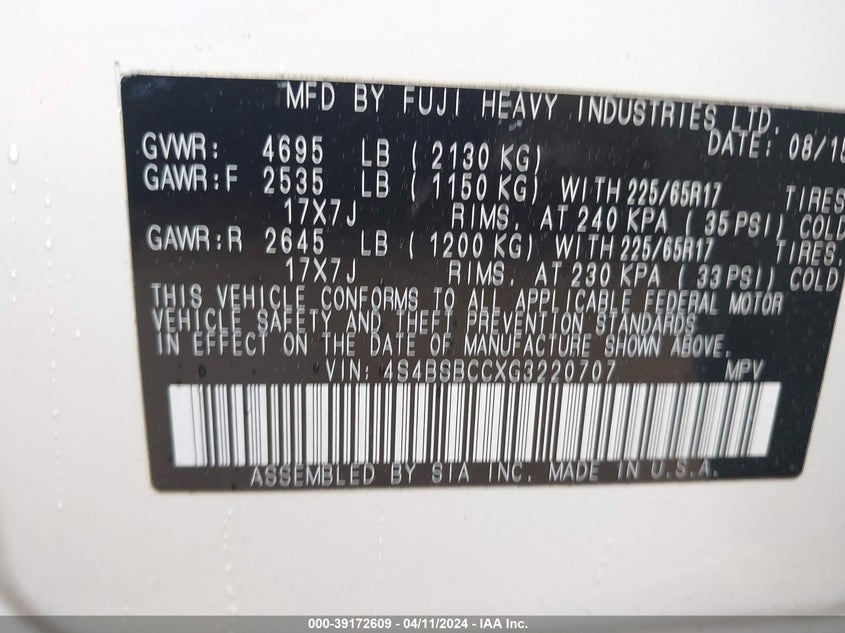 MFD BY FUJI HEAVY INDUSTRIES LTD.
DATE: 08/15
GVWR: 4695 LB ( 2130 KG)
GAWR:F 2535 LB ( 1150 KG) WITH 225/65R17 TIRES,
17X7J RIMS, AT 240 KPA ( 35 PSI) COLD
GAWR:R 2645 LB ( 1200 KG) WITH 225/65R17 TIRES,
17X7J RIMS, AT 230 KPA ( 33 PSI) COLD
THIS VEHICLE CONFORMS TO ALL APPLICABLE FEDERAL MOTOR
VEHICLE SAFETY AND THEFT PREVENTION STANDARDS
IN EFFECT ON THE DATE OF MANUFACTURE SHOWN ABOVE.
VIN: 4S4BSBCCXG3220707 MPV
ASSEMBLED BY SIA INC. MADE IN U.S.A.
000-39172609 - 04/11/2024 - IAA Inc.